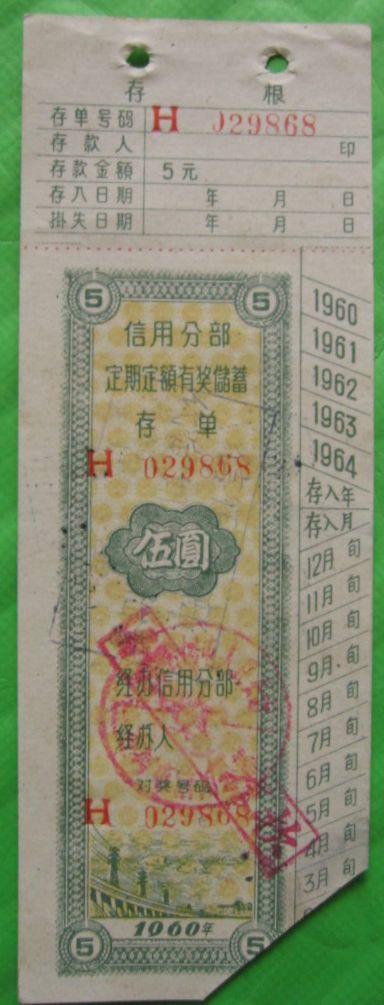 存 根
存单号码 H 029868
存款人 印
存款金額 5元
存入日期 年 月 日
掛失日期 年 月 日
5 5
信用分部
定期定額有奖儲蓄
存单
H 029868
伍圓
经办信用分部
经办人
对奖号码
H 029868
1960年
5 5
1960
1961
1962
1963
1964
存入年
存入月
12月 旬
11月 旬
10月 旬
9月 旬
8月 旬
7月 旬
6月 旬
5月 旬
4月 旬
3月 旬